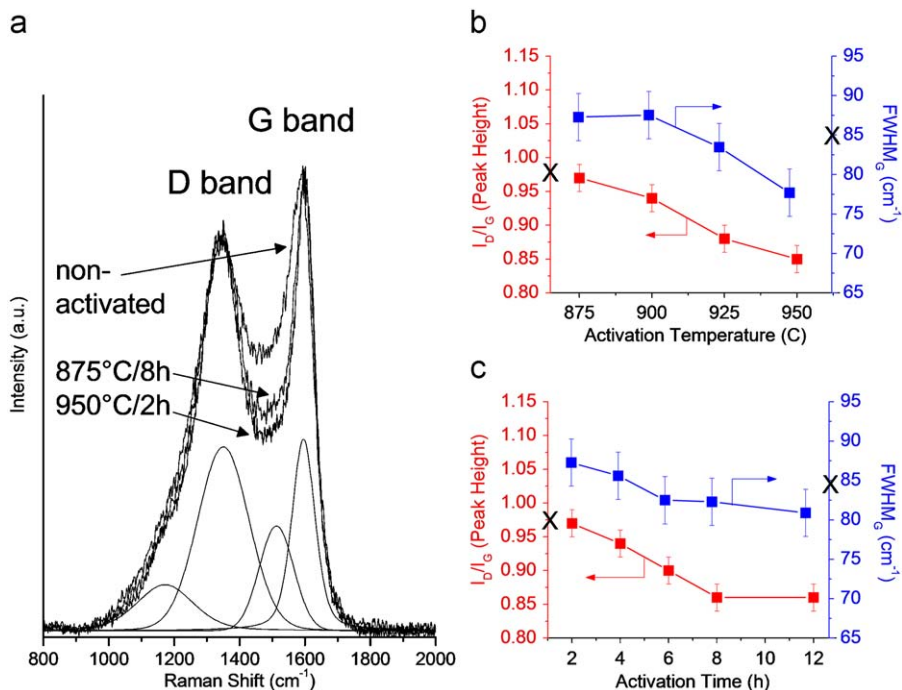 a
G band
D band
non-
activated
875°C/8h
950°C/2h
Intensity (a.u.)
800 1000 1200 1400 1600 1800 2000
Raman Shift (cm-1)
b
1.15
1.10
1.05
1.00
0.95
0.90
0.85
0.80
I_D/I_G (Peak Height)
X
X
95
90
85
80
75
70
65
FWHM_G (cm-1)
875 900 925 950
Activation Temperature (C)
c
1.15
1.10
1.05
1.00
0.95
0.90
0.85
0.80
I_D/I_G (Peak Height)
X
X
95
90
85
80
75
70
65
FWHM_G (cm-1)
2 4 6 8 10 12
Activation Time (h)